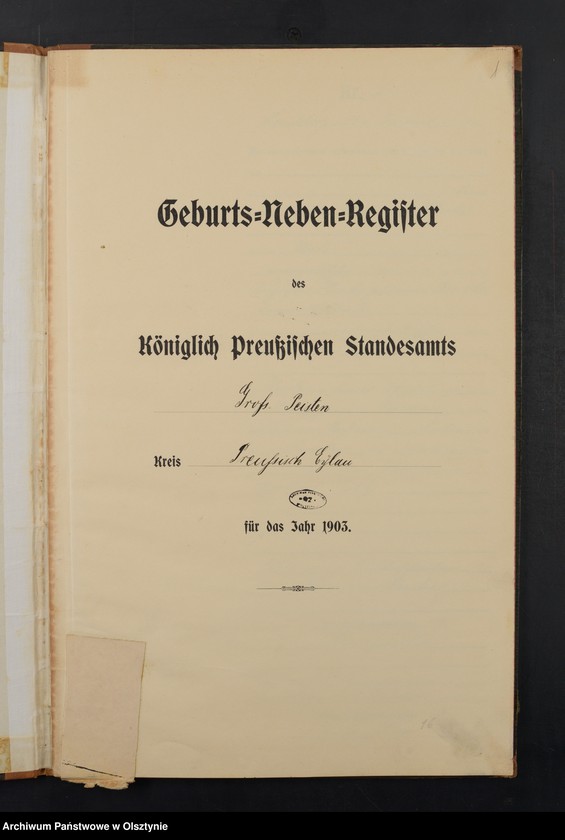 1
Geburts=Neben=Register
des
Königlich Preußischen Standesamts
Groß Peisten
Kreis Preußisch Eylau
für das Jahr 1903.
Archiwum Państwowe w Olsztynie